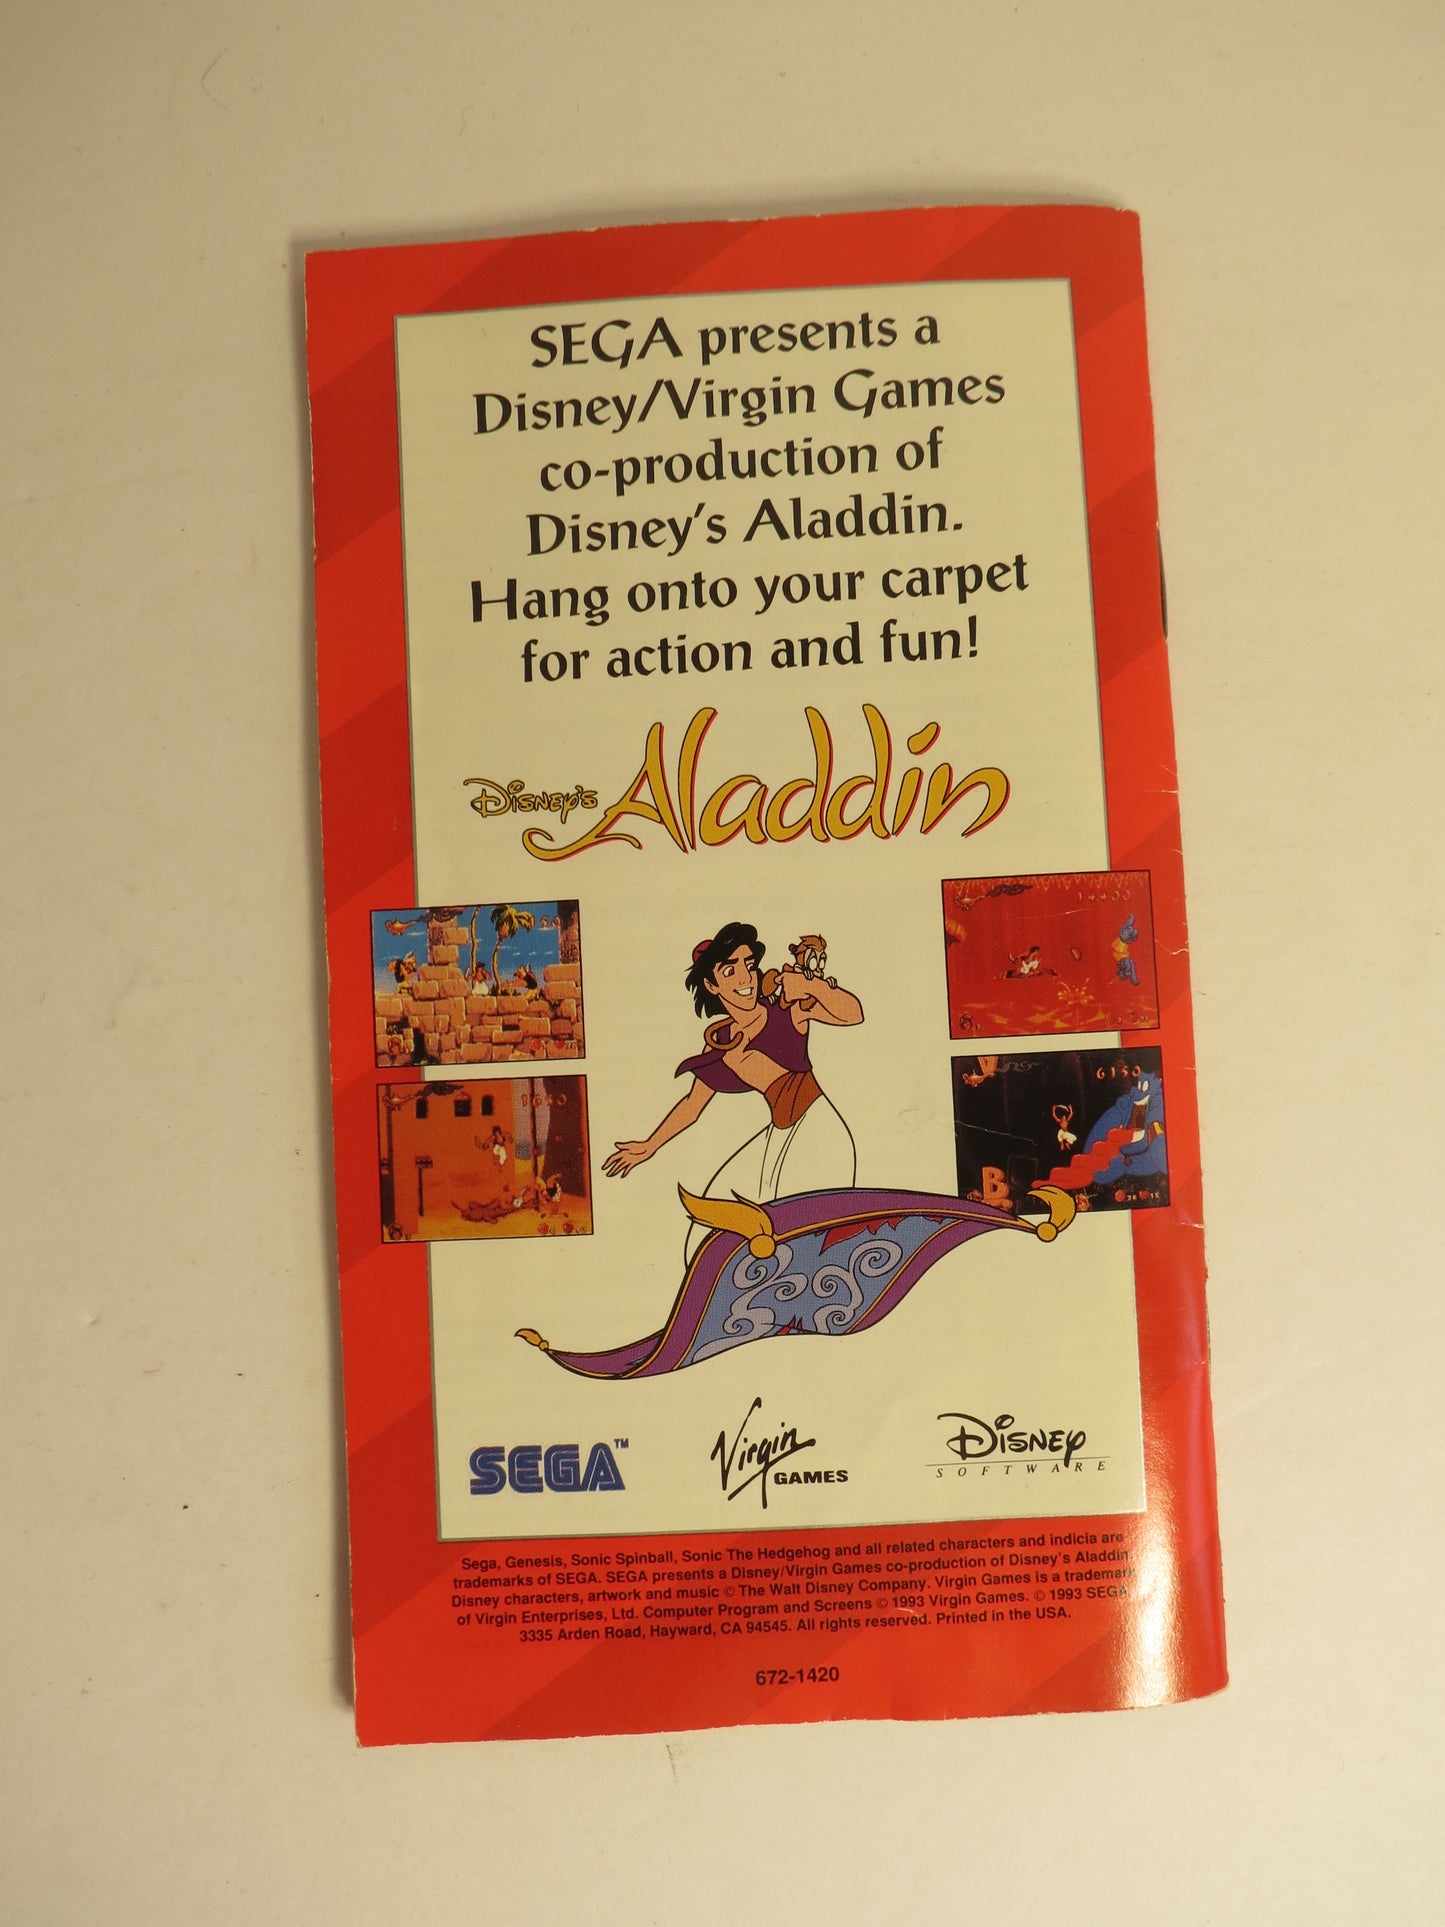 SEGA presents a
Disney/Virgin Games
co-production of
Disney's Aladdin.
Hang onto your carpet
for action and fun!
Disney's Aladdin
14400
6150
B
SEGA™
Virgin
GAMES
Disney
SOFTWARE
Sega, Genesis, Sonic Spinball, Sonic The Hedgehog and all related characters and indicia are
trademarks of SEGA. SEGA presents a Disney/Virgin Games co-production of Disney's Aladdin.
Disney characters, artwork and music © The Walt Disney Company. Virgin Games is a trademark
of Virgin Enterprises, Ltd. Computer Program and Screens © 1993 Virgin Games. © 1993 SEGA,
3335 Arden Road, Hayward, CA 94545. All rights reserved. Printed in the USA.
672-1420